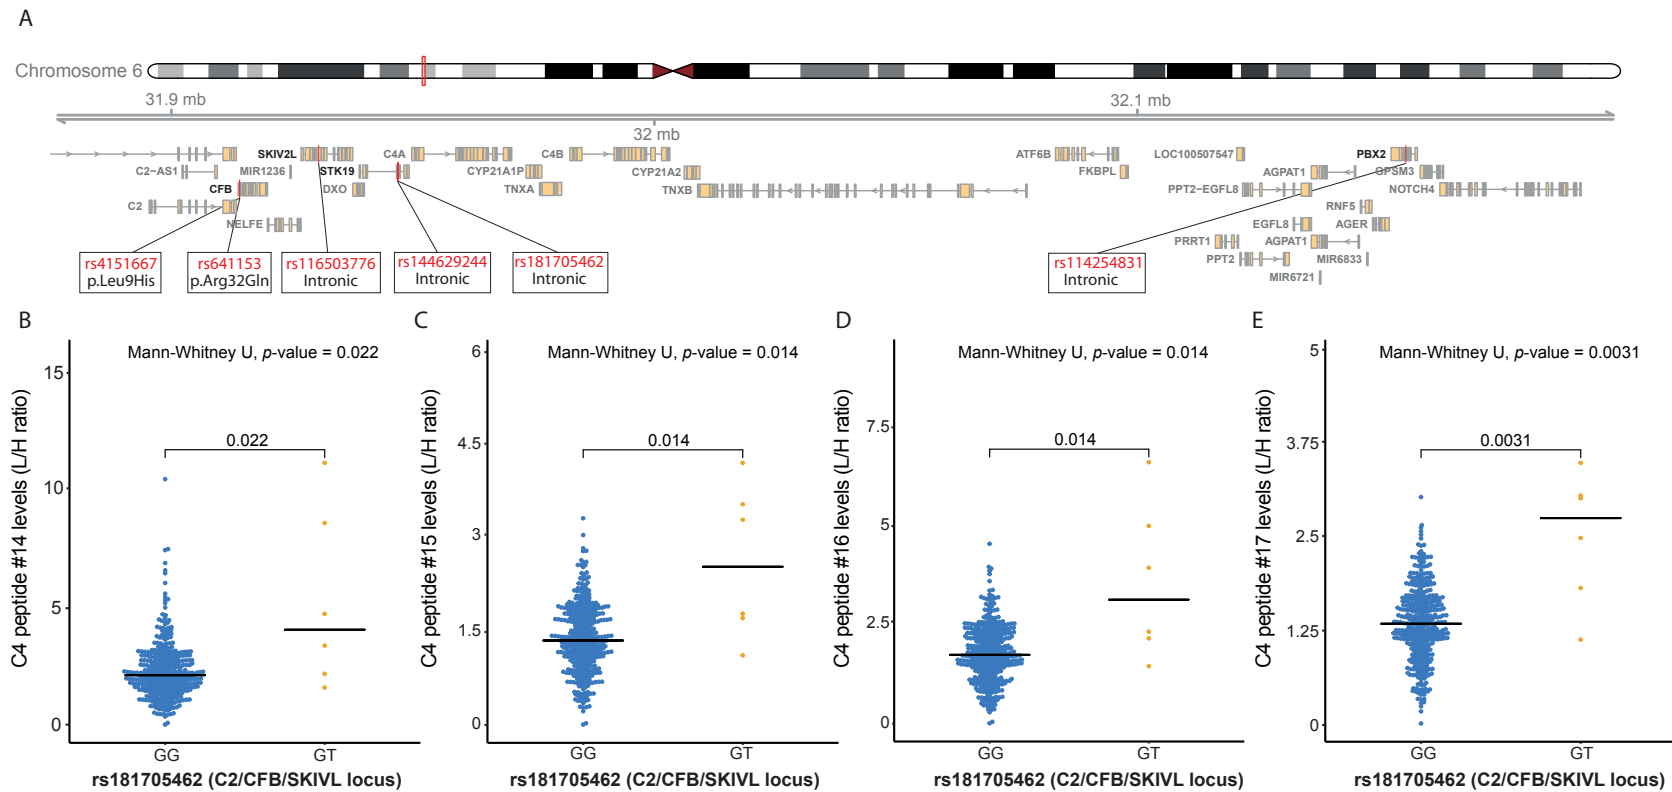 A
Chromosome 6
31.9 mb
32.1 mb
32 mb
SKIV2L C4A C4B ATF6B LOC100507547 PBX2
C2−AS1 MIR1236 STK19 CYP21A1P CYP21A2 FKBPL AGPAT1 GPSM3
CFB DXO TNXA TNXB PPT2−EGFL8 NOTCH4
C2 RNF5
NELFE EGFL8 AGER
PRRT1 AGPAT1
PPT2 MIR6833
MIR6721
rs4151667
p.Leu9His
rs641153
p.Arg32Gln
rs116503776
Intronic
rs144629244
Intronic
rs181705462
Intronic
rs114254831
Intronic
B
Mann-Whitney U, p-value = 0.022
C4 peptide #14 levels (L/H ratio)
15
10
5
0
0.022
GG GT
rs181705462 (C2/CFB/SKIVL locus)
C
Mann-Whitney U, p-value = 0.014
C4 peptide #15 levels (L/H ratio)
6
4.5
3
1.5
0
0.014
GG GT
rs181705462 (C2/CFB/SKIVL locus)
D
Mann-Whitney U, p-value = 0.014
C4 peptide #16 levels (L/H ratio)
7.5
5
2.5
0
0.014
GG GT
rs181705462 (C2/CFB/SKIVL locus)
E
Mann-Whitney U, p-value = 0.0031
C4 peptide #17 levels (L/H ratio)
5
3.75
2.5
1.25
0
0.0031
GG GT
rs181705462 (C2/CFB/SKIVL locus)